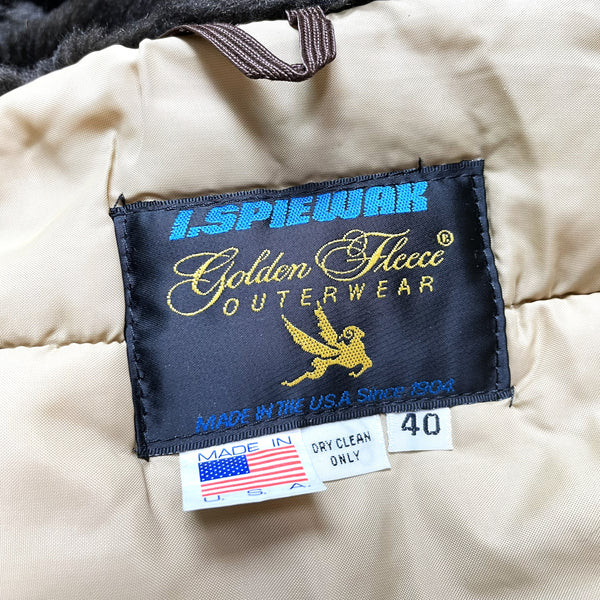 I.SPIEWAK
Golden Fleece®
OUTERWEAR
MADE IN THE U.S.A. Since 1904
MADE IN
U.S.A.
DRY CLEAN
ONLY
40